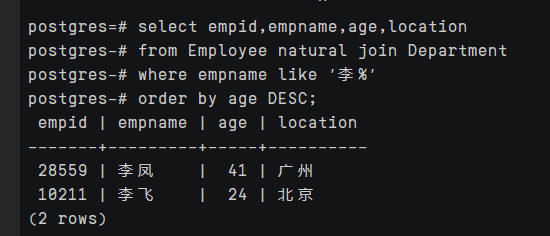 postgres=# select empid,empname,age,location
postgres-# from Employee natural join Department
postgres-# where empname like '李%'
postgres-# order by age DESC;
 empid | empname | age | location
-------+---------+-----+----------
 28559 | 李凤    |  41 | 广州
 10211 | 李飞    |  24 | 北京
(2 rows)